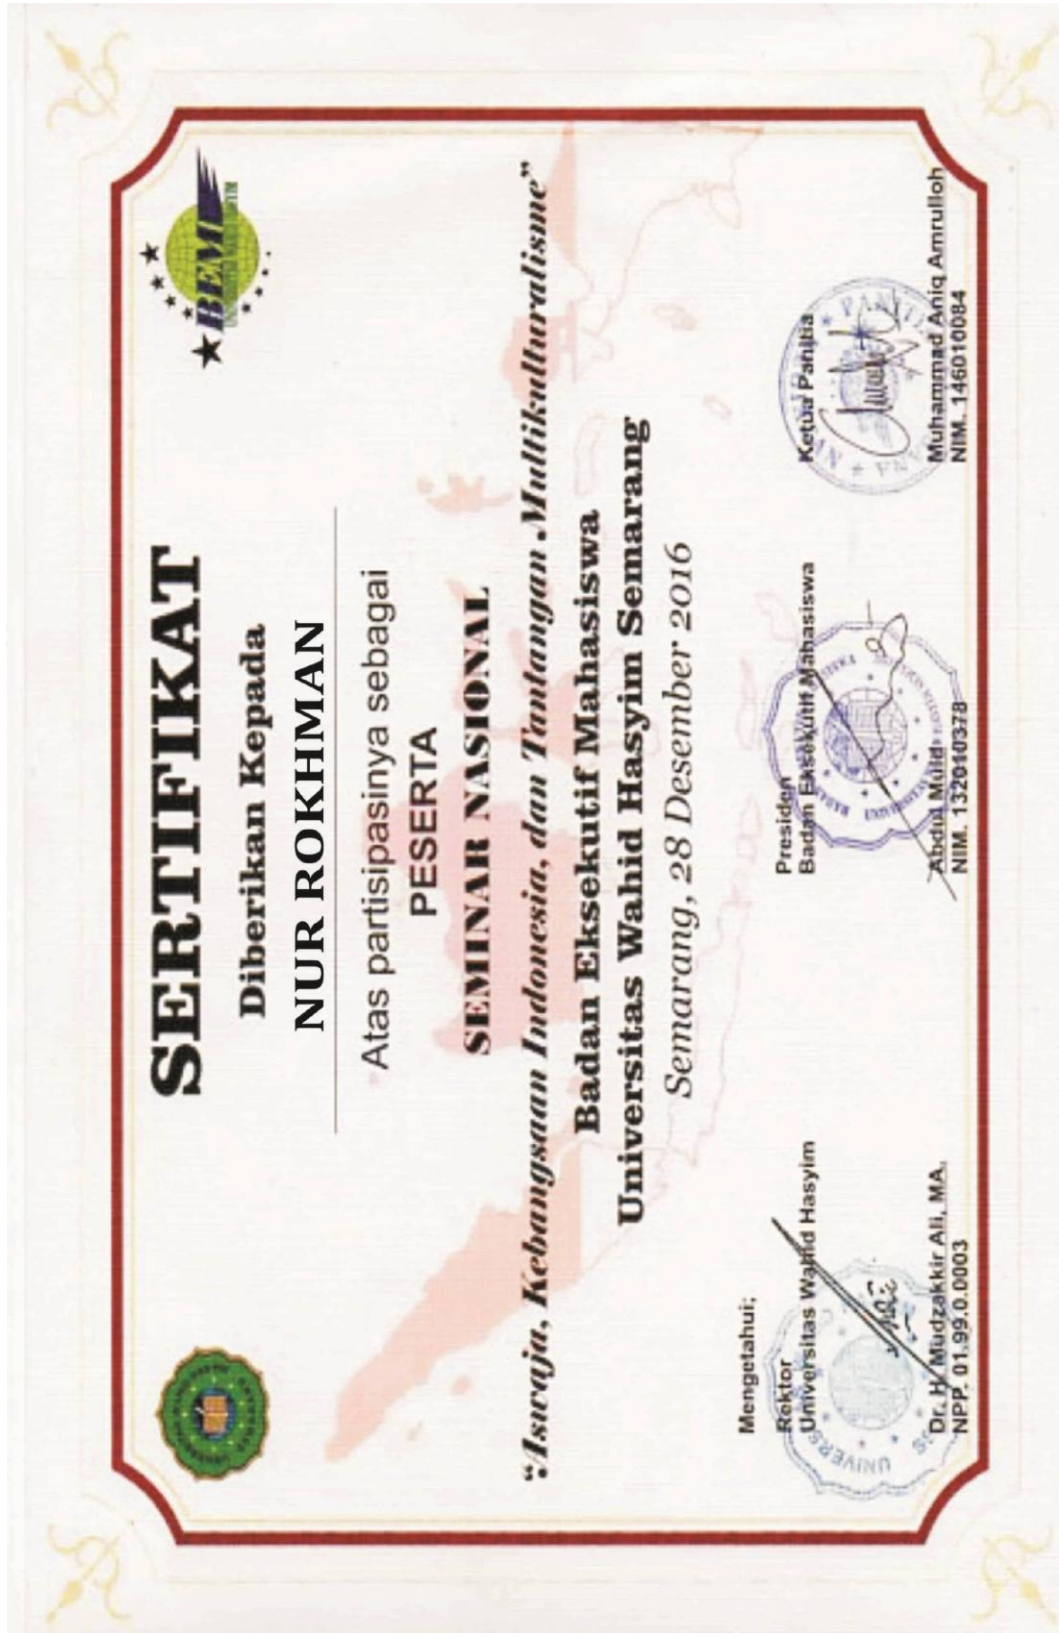 BEM
SERTIFIKAT
Diberikan Kepada
NUR ROKHMAN
Atas partisipasinya sebagai
PESERTA
SEMINAR NASIONAL
“Aswaja, Kebangsaan Indonesia, dan Tantangan Multikulturalisme”
Badan Eksekutif Mahasiswa
Universitas Wahid Hasyim Semarang
Semarang, 28 Desember 2016
Mengetahui;
Rektor
Universitas Wahid Hasyim
Dr. H. Mudzakkir Ali, MA.
NPP. 01.99.0.0003
Presiden
Badan Eksekutif Mahasiswa
Abdul Mufid
NIM. 132010378
Ketua Panitia
Muhammad Aniq Amrulloh
NIM. 146010084